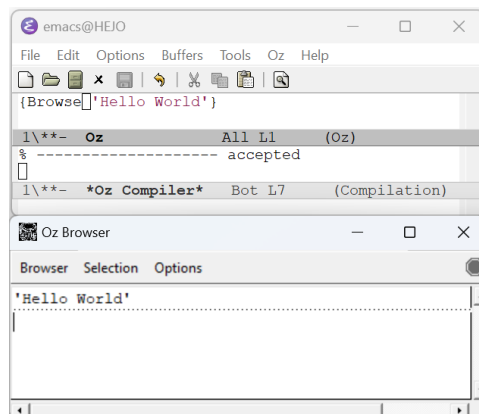 emacs@HEJO
File Edit Options Buffers Tools Oz Help
{Browse 'Hello World'}
1\**- Oz All L1 (Oz)
% -------------------- accepted
1\**- *Oz Compiler* Bot L7 (Compilation)
Oz Browser
Browser Selection Options
'Hello World'